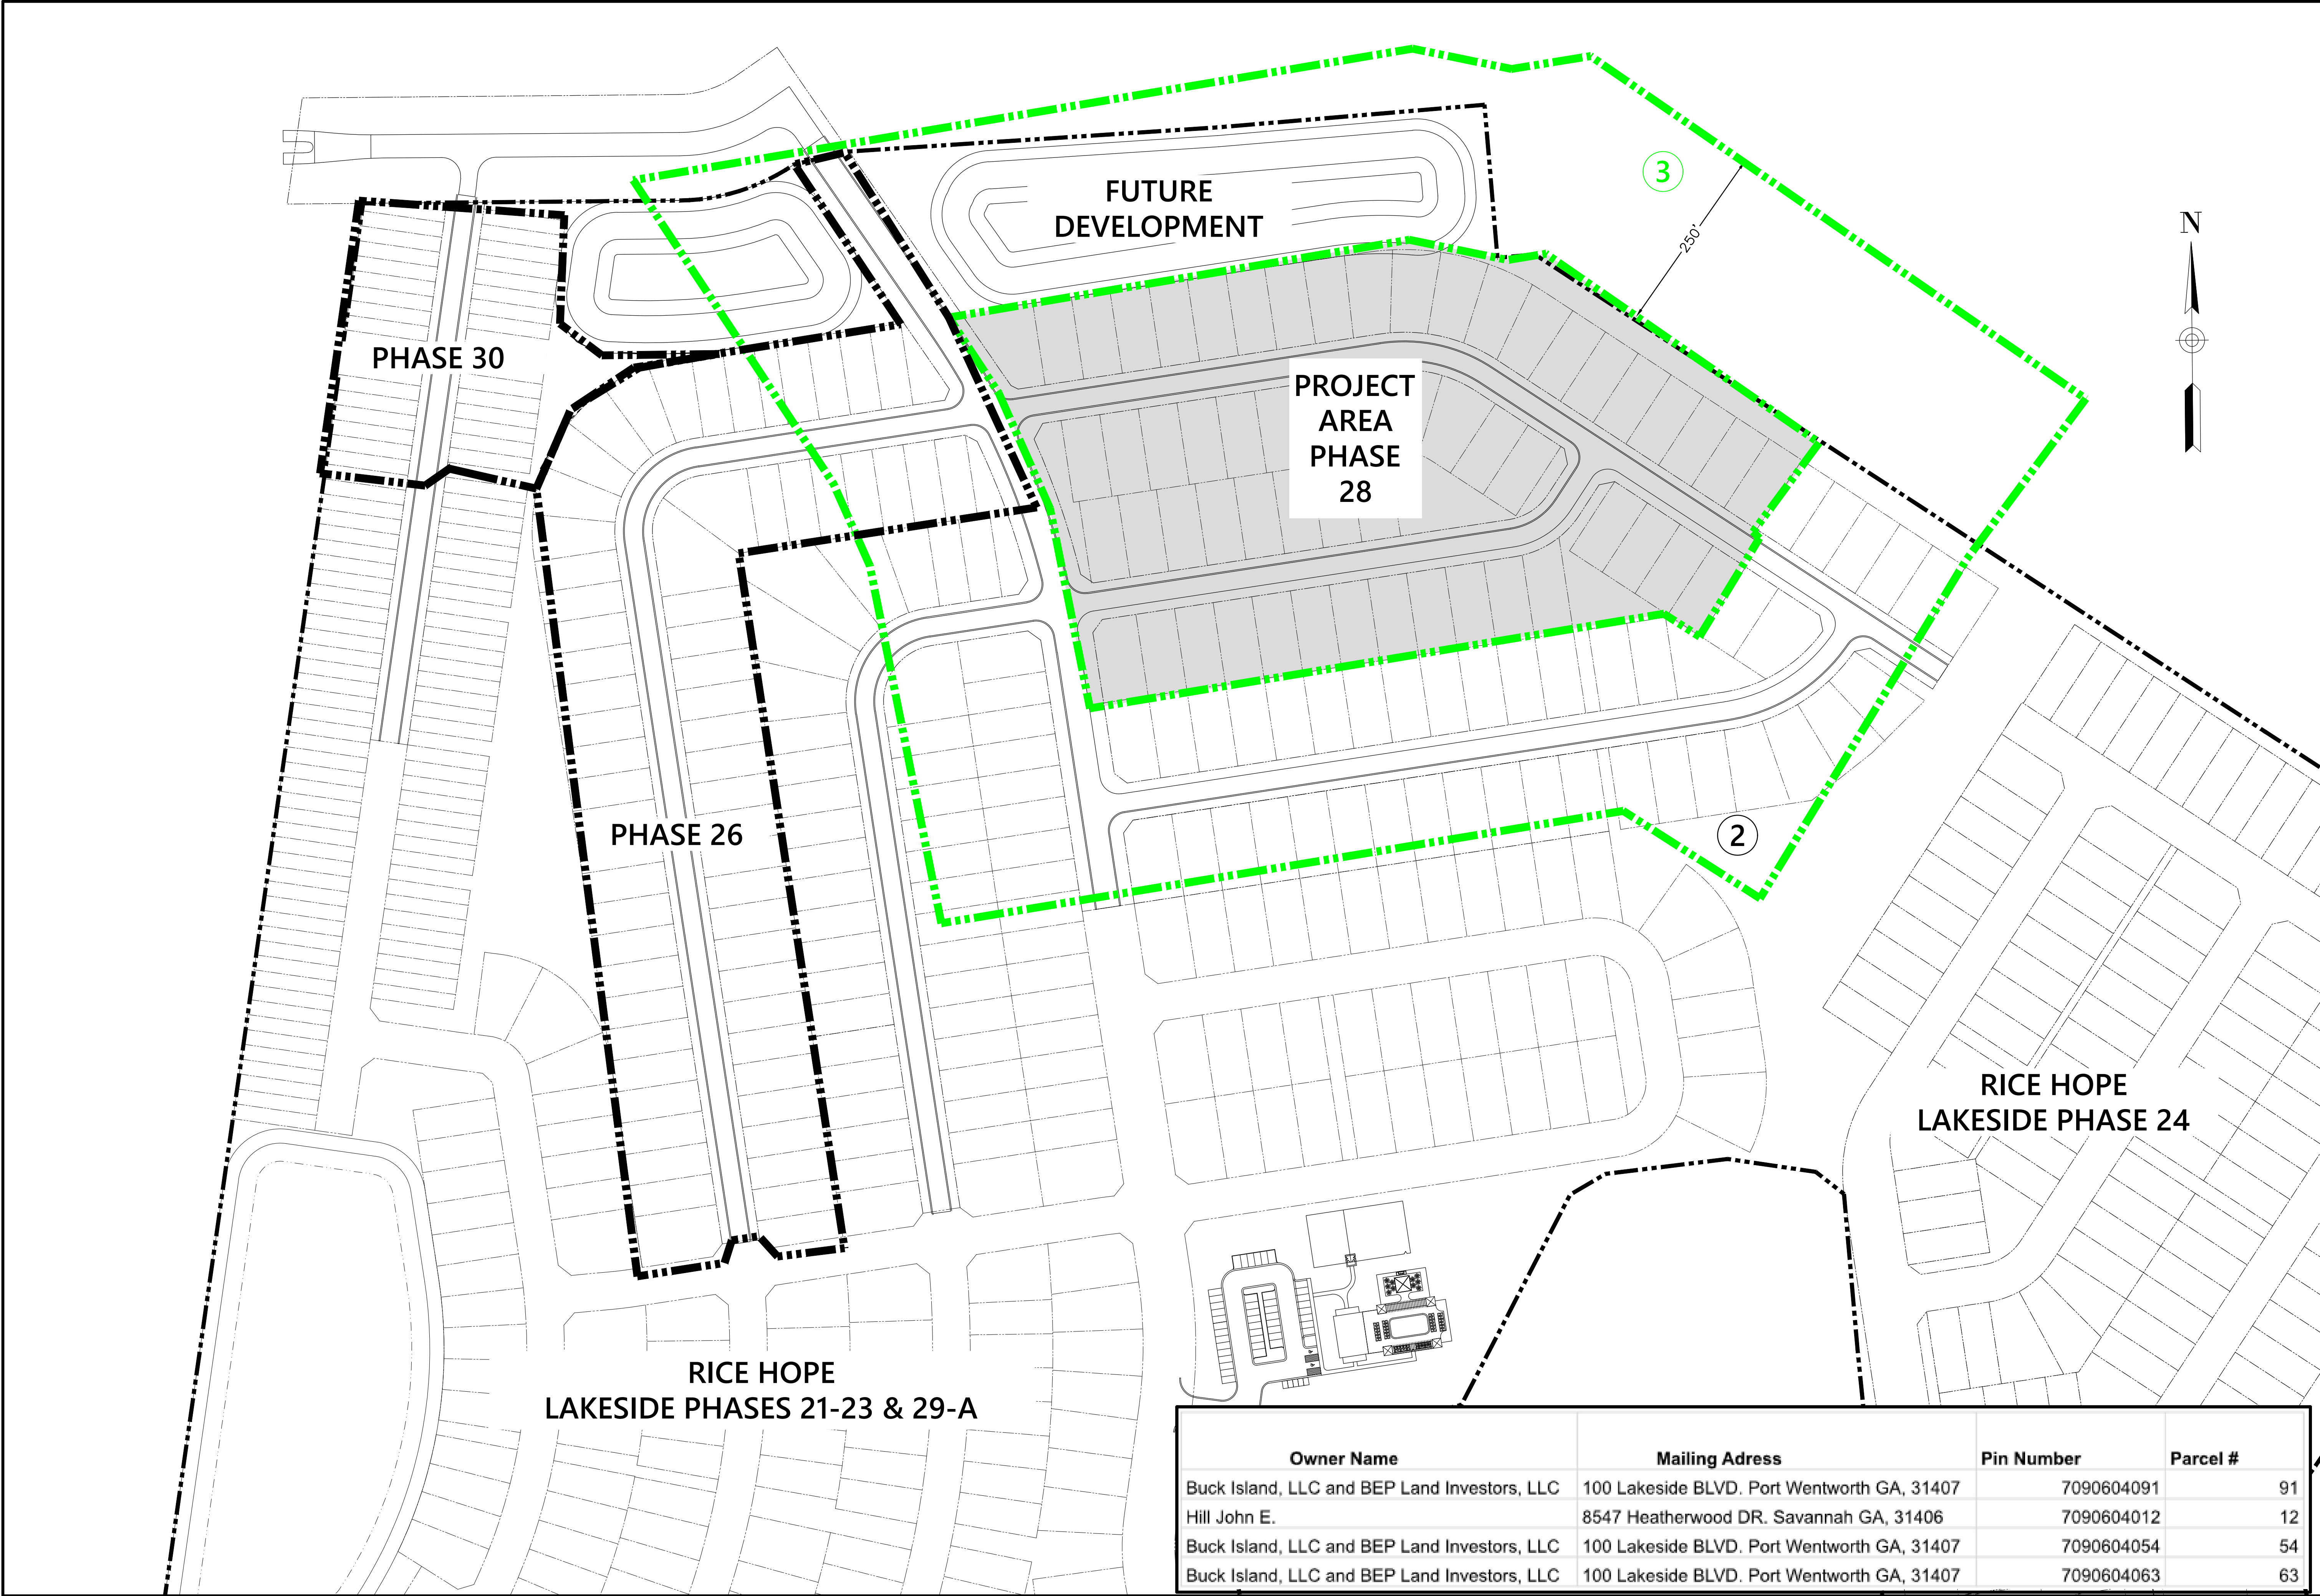 3
FUTURE
DEVELOPMENT
N
250'
PHASE 30
PROJECT
AREA
PHASE
28
PHASE 26
2
RICE HOPE
LAKESIDE PHASE 24
RICE HOPE
LAKESIDE PHASES 21-23 & 29-A
Owner Name Mailing Adress Pin Number Parcel #
Buck Island, LLC and BEP Land Investors, LLC 100 Lakeside BLVD. Port Wentworth GA, 31407 7090604091 91
Hill John E. 8547 Heatherwood DR. Savannah GA, 31406 7090604012 12
Buck Island, LLC and BEP Land Investors, LLC 100 Lakeside BLVD. Port Wentworth GA, 31407 7090604054 54
Buck Island, LLC and BEP Land Investors, LLC 100 Lakeside BLVD. Port Wentworth GA, 31407 7090604063 63